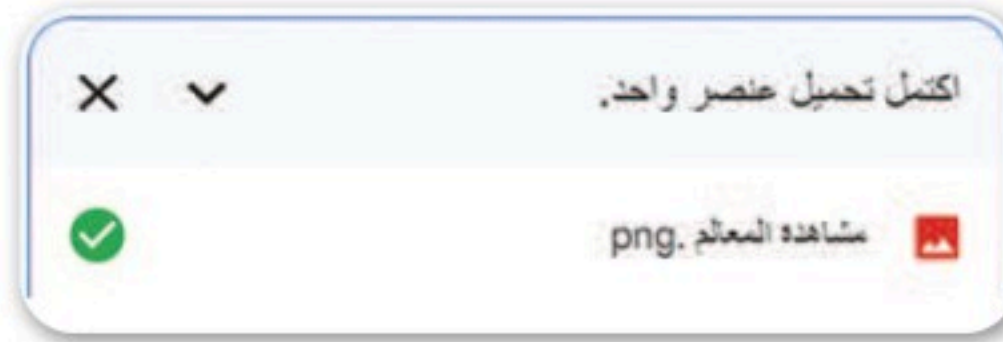 اكتمل تحميل عنصر واحد.
مشاهده المعالم .png